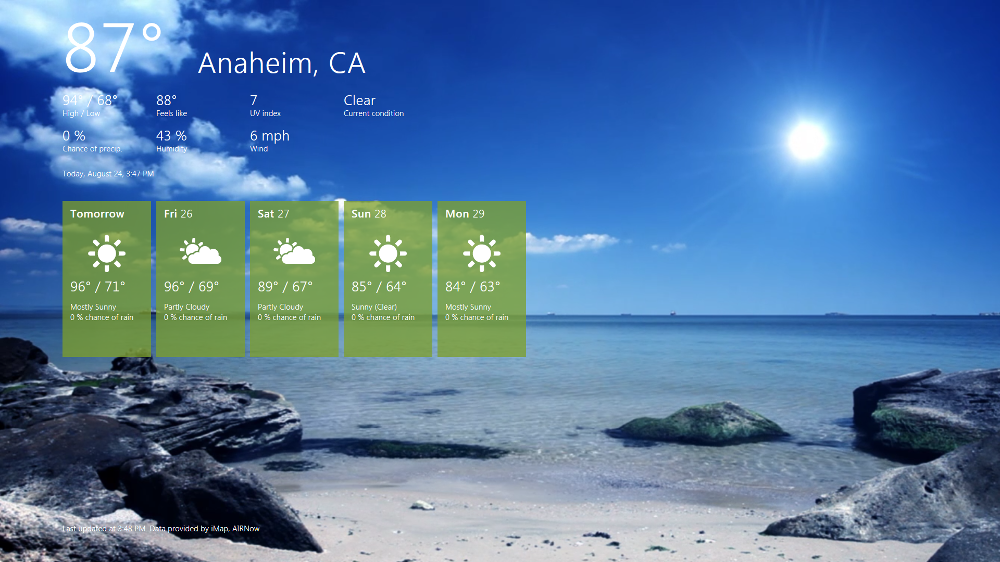 87°
Anaheim, CA
94° / 68°
High / Low
88°
Feels like
7
UV index
Clear
Current condition
0 %
Chance of precip.
43 %
Humidity
6 mph
Wind
Today, August 24, 3:47 PM
Tomorrow
96° / 71°
Mostly Sunny
0 % chance of rain
Fri 26
96° / 69°
Partly Cloudy
0 % chance of rain
Sat 27
89° / 67°
Partly Cloudy
0 % chance of rain
Sun 28
85° / 64°
Sunny (Clear)
0 % chance of rain
Mon 29
84° / 63°
Mostly Sunny
0 % chance of rain
Last updated at 3:48 PM. Data provided by iMap, AIRNow